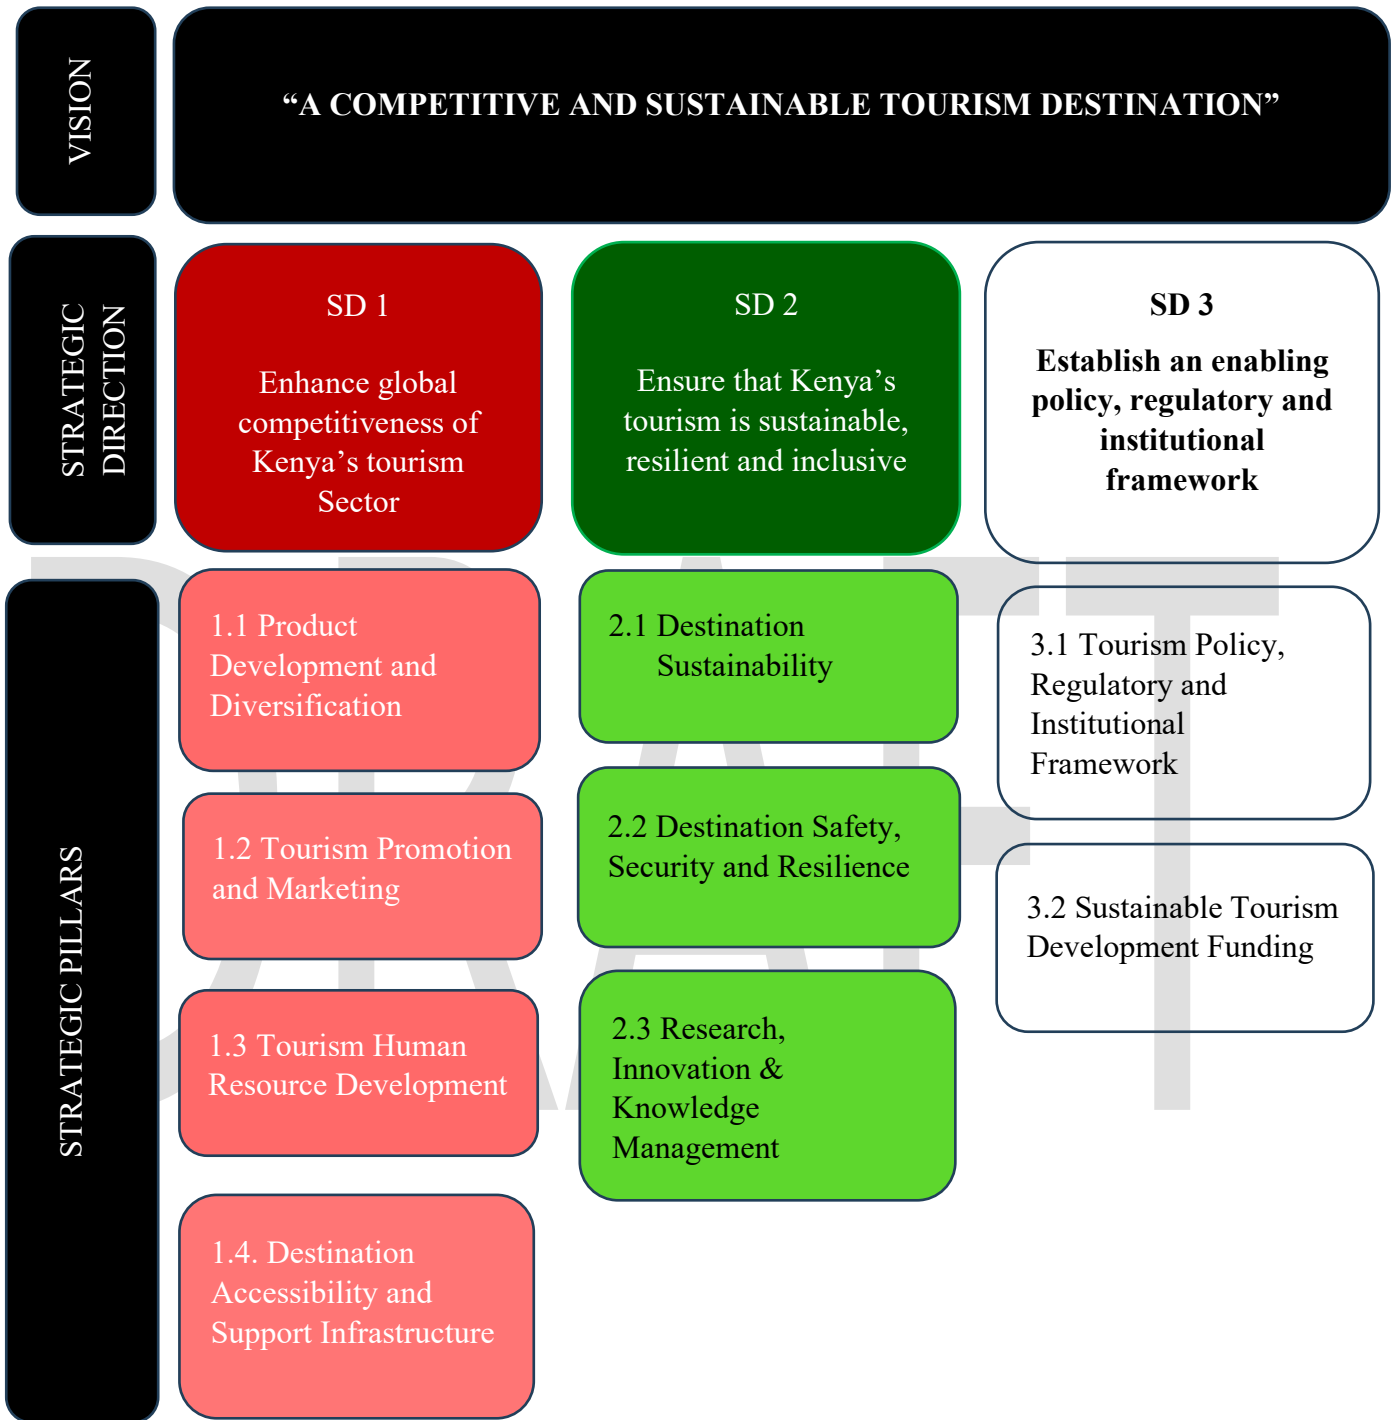 VISION
“A COMPETITIVE AND SUSTAINABLE TOURISM DESTINATION”
STRATEGIC
DIRECTION
SD 1
Enhance global
competitiveness of
Kenya’s tourism
Sector
SD 2
Ensure that Kenya’s
tourism is sustainable,
resilient and inclusive
SD 3
Establish an enabling
policy, regulatory and
institutional
framework
STRATEGIC PILLARS
1.1 Product
Development and
Diversification
1.2 Tourism Promotion
and Marketing
1.3 Tourism Human
Resource Development
1.4. Destination
Accessibility and
Support Infrastructure
2.1 Destination
Sustainability
2.2 Destination Safety,
Security and Resilience
2.3 Research,
Innovation &
Knowledge
Management
3.1 Tourism Policy,
Regulatory and
Institutional
Framework
3.2 Sustainable Tourism
Development Funding
DRAFT